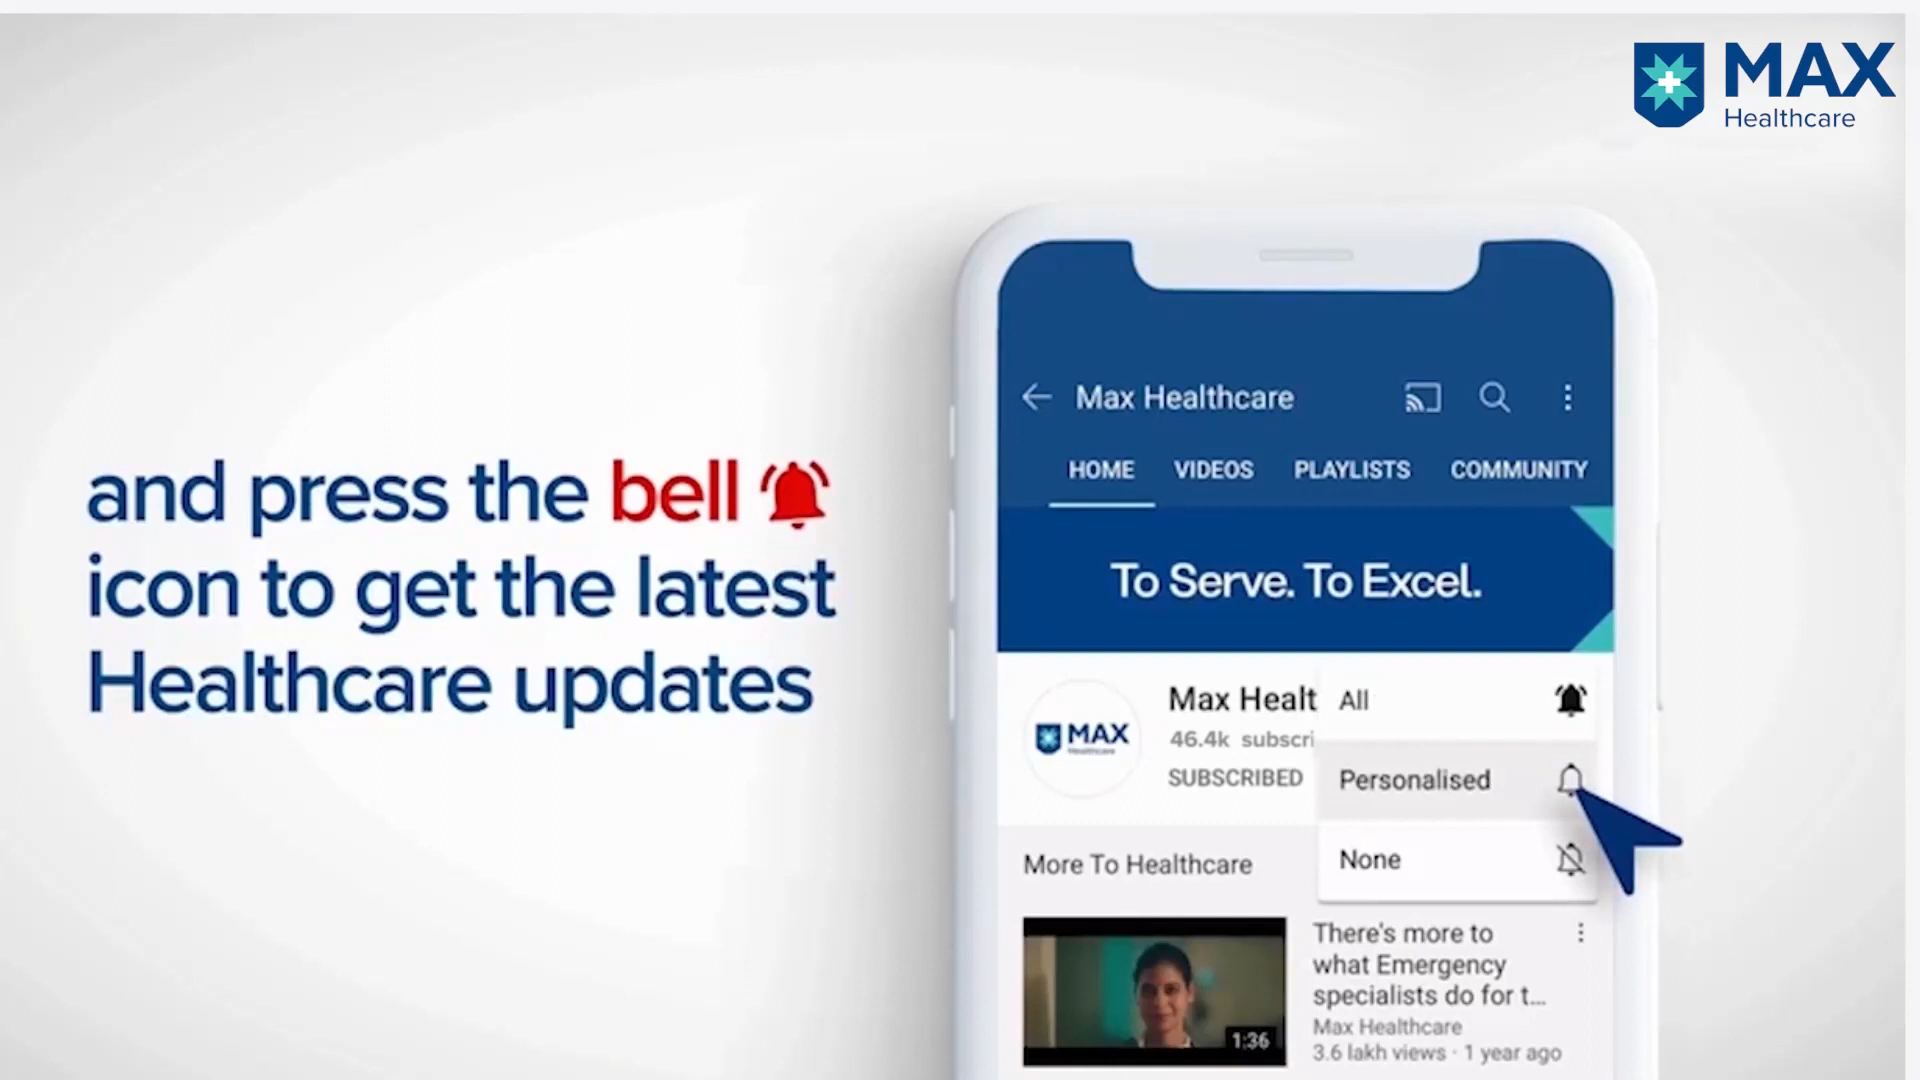 MAX
Healthcare
and press the bell
icon to get the latest
Healthcare updates
Max Healthcare
HOME VIDEOS PLAYLISTS COMMUNITY
To Serve. To Excel.
MAX
Healthcare
Max Healt
46.4k subscri
SUBSCRIBED
All
Personalised
None
More To Healthcare
1:36
There's more to
what Emergency
specialists do for t...
Max Healthcare
3.6 lakh views · 1 year ago